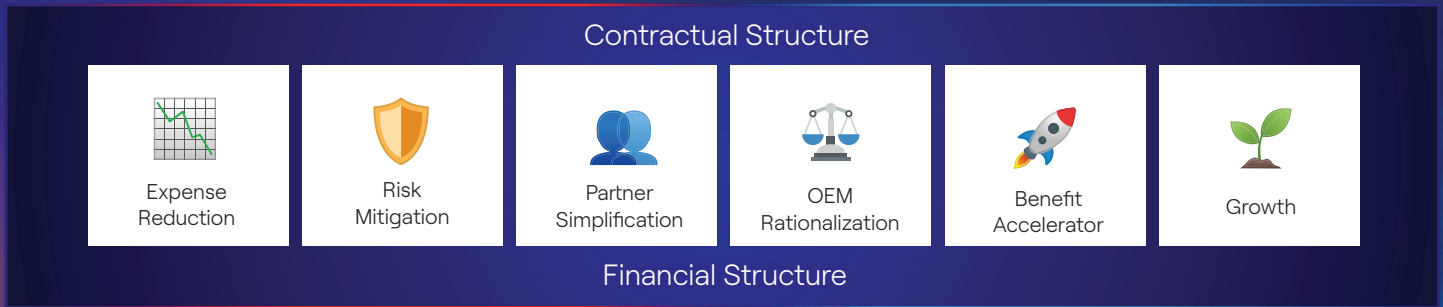 Contractual Structure
Expense
Reduction
Risk
Mitigation
Partner
Simplification
OEM
Rationalization
Benefit
Accelerator
Growth
Financial Structure